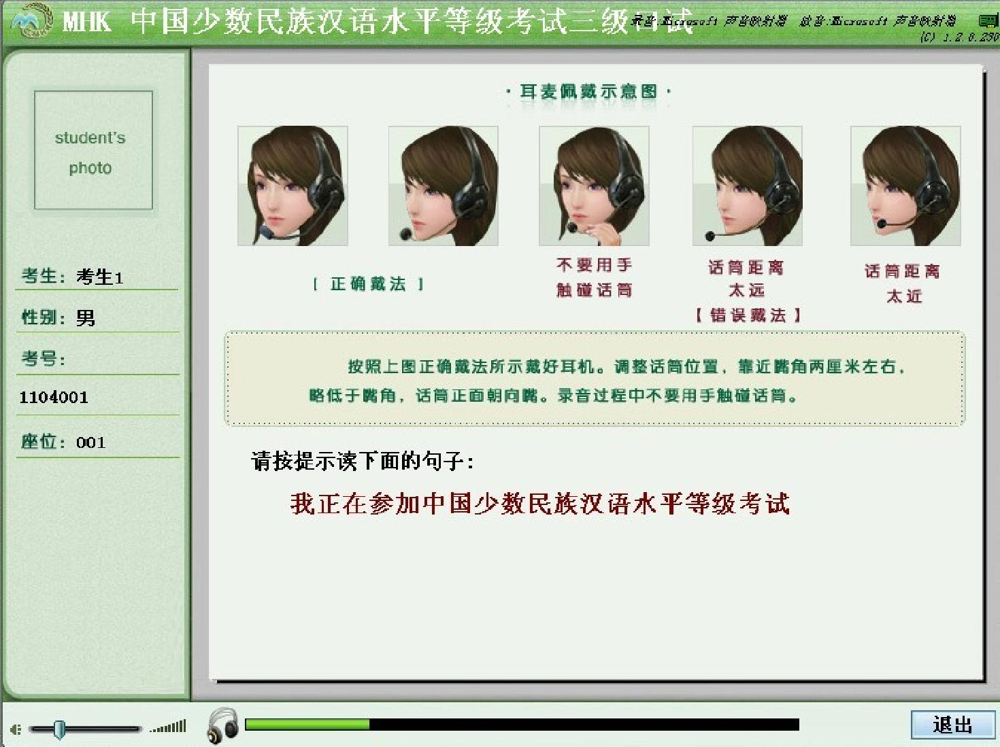 MHK 中国少数民族汉语水平等级考试三级口试
录音:Microsoft 声音映射器 放音:Microsoft 声音映射器
(C) 1.2.0.230
student's
photo
考生：考生1
性别：男
考号：
1104001
座位：001
·耳麦佩戴示意图·
[ 正确戴法 ]
不要用手
触碰话筒
话筒距离
太远
话筒距离
太近
【错误戴法】
按照上图正确戴法所示戴好耳机。调整话筒位置，靠近嘴角两厘米左右，
略低于嘴角，话筒正面朝向嘴。录音过程中不要用手触碰话筒。
请按提示读下面的句子：
我正在参加中国少数民族汉语水平等级考试
退出